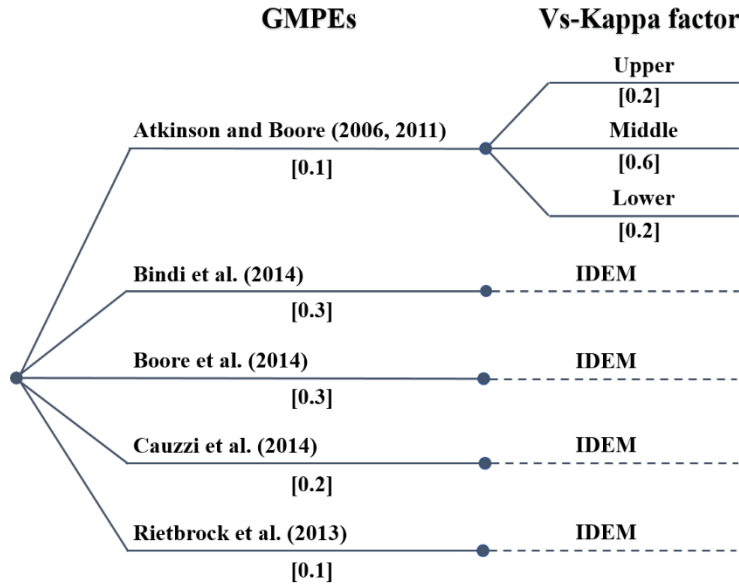 GMPEs Vs-Kappa factor
Upper
[0.2]
Atkinson and Boore (2006, 2011) Middle
[0.1] [0.6]
Lower
[0.2]
Bindi et al. (2014) IDEM
[0.3]
Boore et al. (2014) IDEM
[0.3]
Cauzzi et al. (2014) IDEM
[0.2]
Rietbrock et al. (2013) IDEM
[0.1]